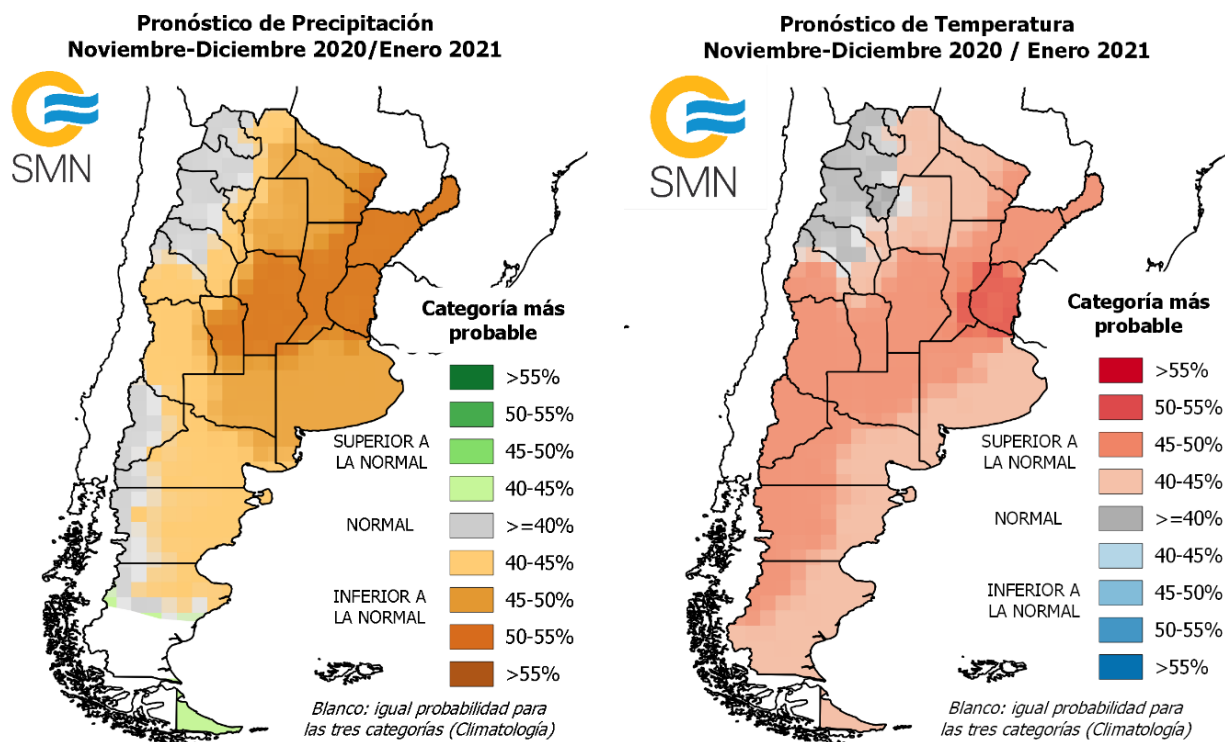 Pronóstico de Precipitación
Noviembre-Diciembre 2020/Enero 2021
SMN
Categoría más
probable
>55%
50-55%
45-50%
SUPERIOR A
LA NORMAL
40-45%
NORMAL
>=40%
40-45%
INFERIOR A
LA NORMAL
45-50%
50-55%
>55%
Blanco: igual probabilidad para
las tres categorías (Climatología)
Pronóstico de Temperatura
Noviembre-Diciembre 2020 / Enero 2021
SMN
Categoría más
probable
>55%
50-55%
45-50%
SUPERIOR A
LA NORMAL
40-45%
NORMAL
>=40%
40-45%
INFERIOR A
LA NORMAL
45-50%
50-55%
>55%
Blanco: igual probabilidad para
las tres categorías (Climatología)